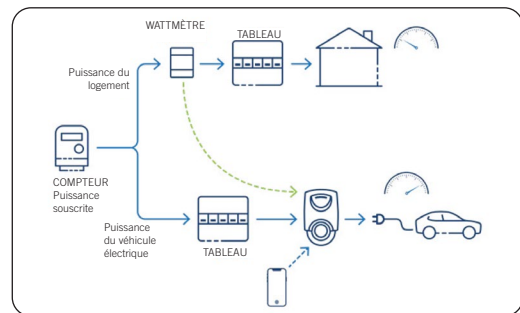 WATTMÈTRE
TABLEAU
Puissance du
logement
COMPTEUR
Puissance
souscrite
Puissance
du véhicule
électrique
TABLEAU